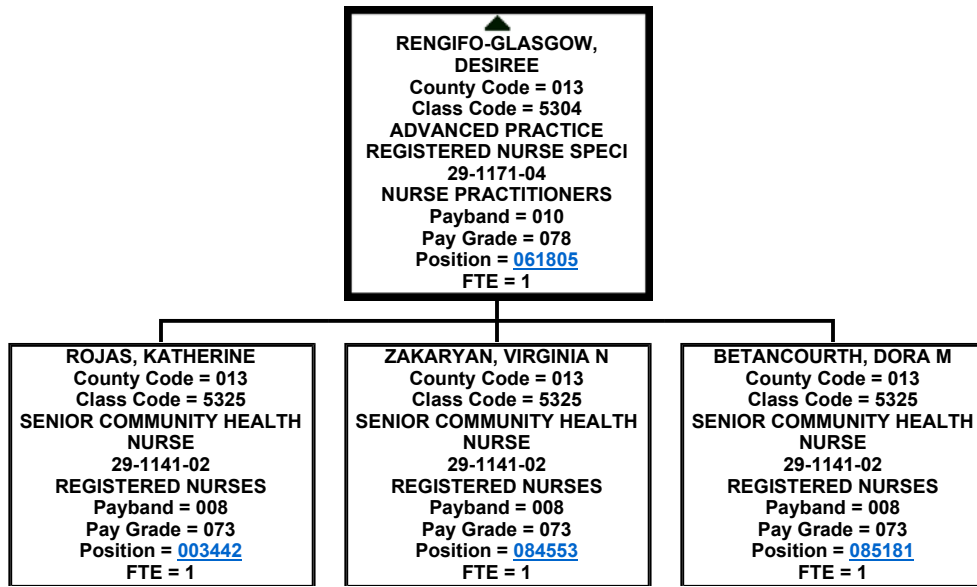 RENGIFO-GLASGOW,
DESIREE
County Code = 013
Class Code = 5304
ADVANCED PRACTICE
REGISTERED NURSE SPECI
29-1171-04
NURSE PRACTITIONERS
Payband = 010
Pay Grade = 078
Position = 061805
FTE = 1
ROJAS, KATHERINE
County Code = 013
Class Code = 5325
SENIOR COMMUNITY HEALTH
NURSE
29-1141-02
REGISTERED NURSES
Payband = 008
Pay Grade = 073
Position = 003442
FTE = 1
ZAKARYAN, VIRGINIA N
County Code = 013
Class Code = 5325
SENIOR COMMUNITY HEALTH
NURSE
29-1141-02
REGISTERED NURSES
Payband = 008
Pay Grade = 073
Position = 084553
FTE = 1
BETANCOURTH, DORA M
County Code = 013
Class Code = 5325
SENIOR COMMUNITY HEALTH
NURSE
29-1141-02
REGISTERED NURSES
Payband = 008
Pay Grade = 073
Position = 085181
FTE = 1